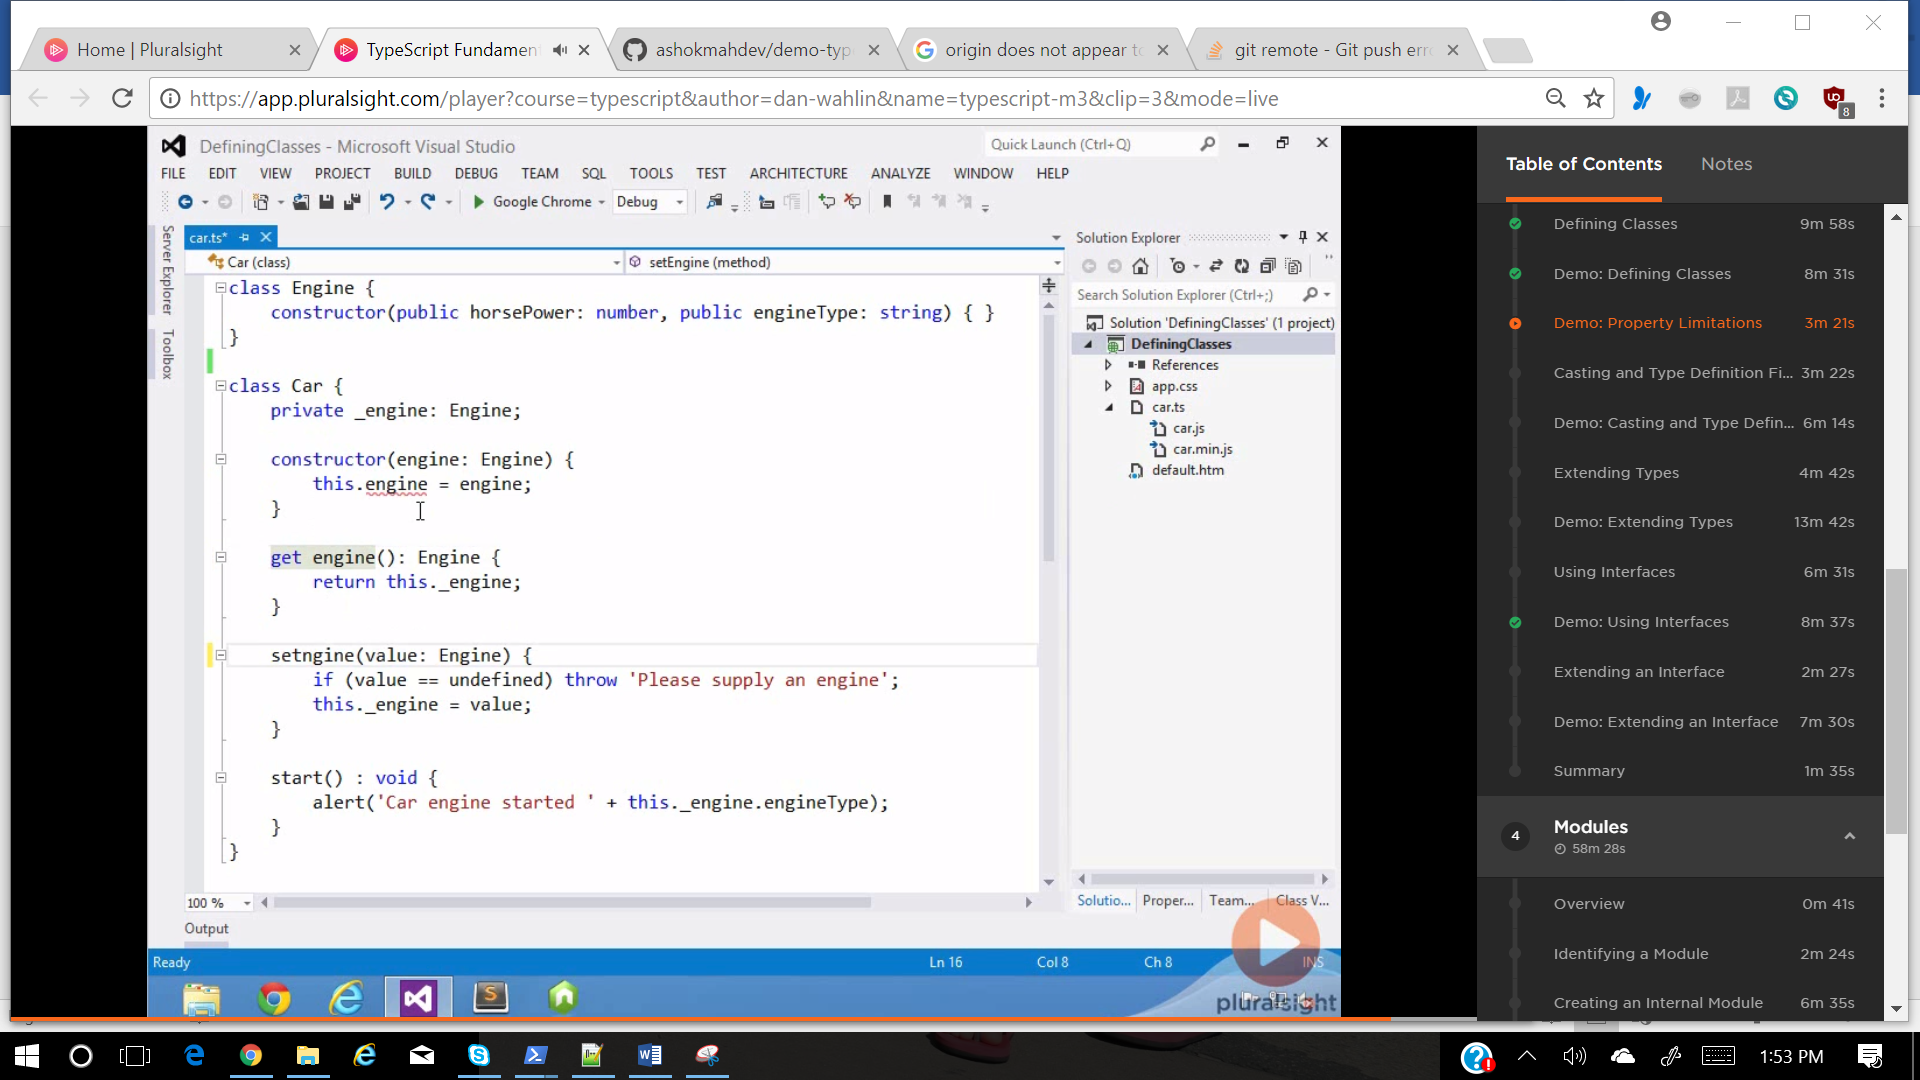 Home | Pluralsight
TypeScript Fundamen
ashokmahdev/demo-typ
origin does not appear to
git remote - Git push erro
https://app.pluralsight.com/player?course=typescript&author=dan-wahlin&name=typescript-m3&clip=3&mode=live
8
DefiningClasses - Microsoft Visual Studio
Quick Launch (Ctrl+Q)
FILE EDIT VIEW PROJECT BUILD DEBUG TEAM SQL TOOLS TEST ARCHITECTURE ANALYZE WINDOW HELP
Google Chrome Debug
Server Explorer
Toolbox
car.ts*
Car (class)
setEngine (method)
class Engine {
constructor(public horsePower: number, public engineType: string) { }
}
class Car {
private _engine: Engine;
constructor(engine: Engine) {
this.engine = engine;
}
get engine(): Engine {
return this._engine;
}
setngine(value: Engine) {
if (value == undefined) throw 'Please supply an engine';
this._engine = value;
}
start() : void {
alert('Car engine started ' + this._engine.engineType);
}
}
100 %
Output
Ready
Ln 16
Col 8
Ch 8
INS
Solution Explorer
Search Solution Explorer (Ctrl+;)
Solution 'DefiningClasses' (1 project)
DefiningClasses
References
app.css
car.ts
car.js
car.min.js
default.htm
Solutio... Proper... Team... Class V...
pluralsight
Table of Contents
Notes
Defining Classes 9m 58s
Demo: Defining Classes 8m 31s
Demo: Property Limitations 3m 21s
Casting and Type Definition Fi... 3m 22s
Demo: Casting and Type Defin... 6m 14s
Extending Types 4m 42s
Demo: Extending Types 13m 42s
Using Interfaces 6m 31s
Demo: Using Interfaces 8m 37s
Extending an Interface 2m 27s
Demo: Extending an Interface 7m 30s
Summary 1m 35s
4
Modules
58m 28s
Overview 0m 41s
Identifying a Module 2m 24s
Creating an Internal Module 6m 35s
1:53 PM